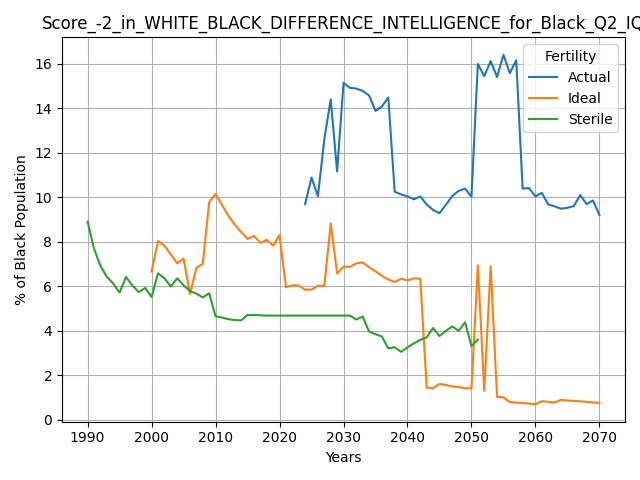 Score_-2_in_WHITE_BLACK_DIFFERENCE_INTELLIGENCE_for_Black_Q2_IQ
Fertility
Actual
Ideal
Sterile
% of Black Population
16
14
12
10
8
6
4
2
0
1990 2000 2010 2020 2030 2040 2050 2060 2070
Years